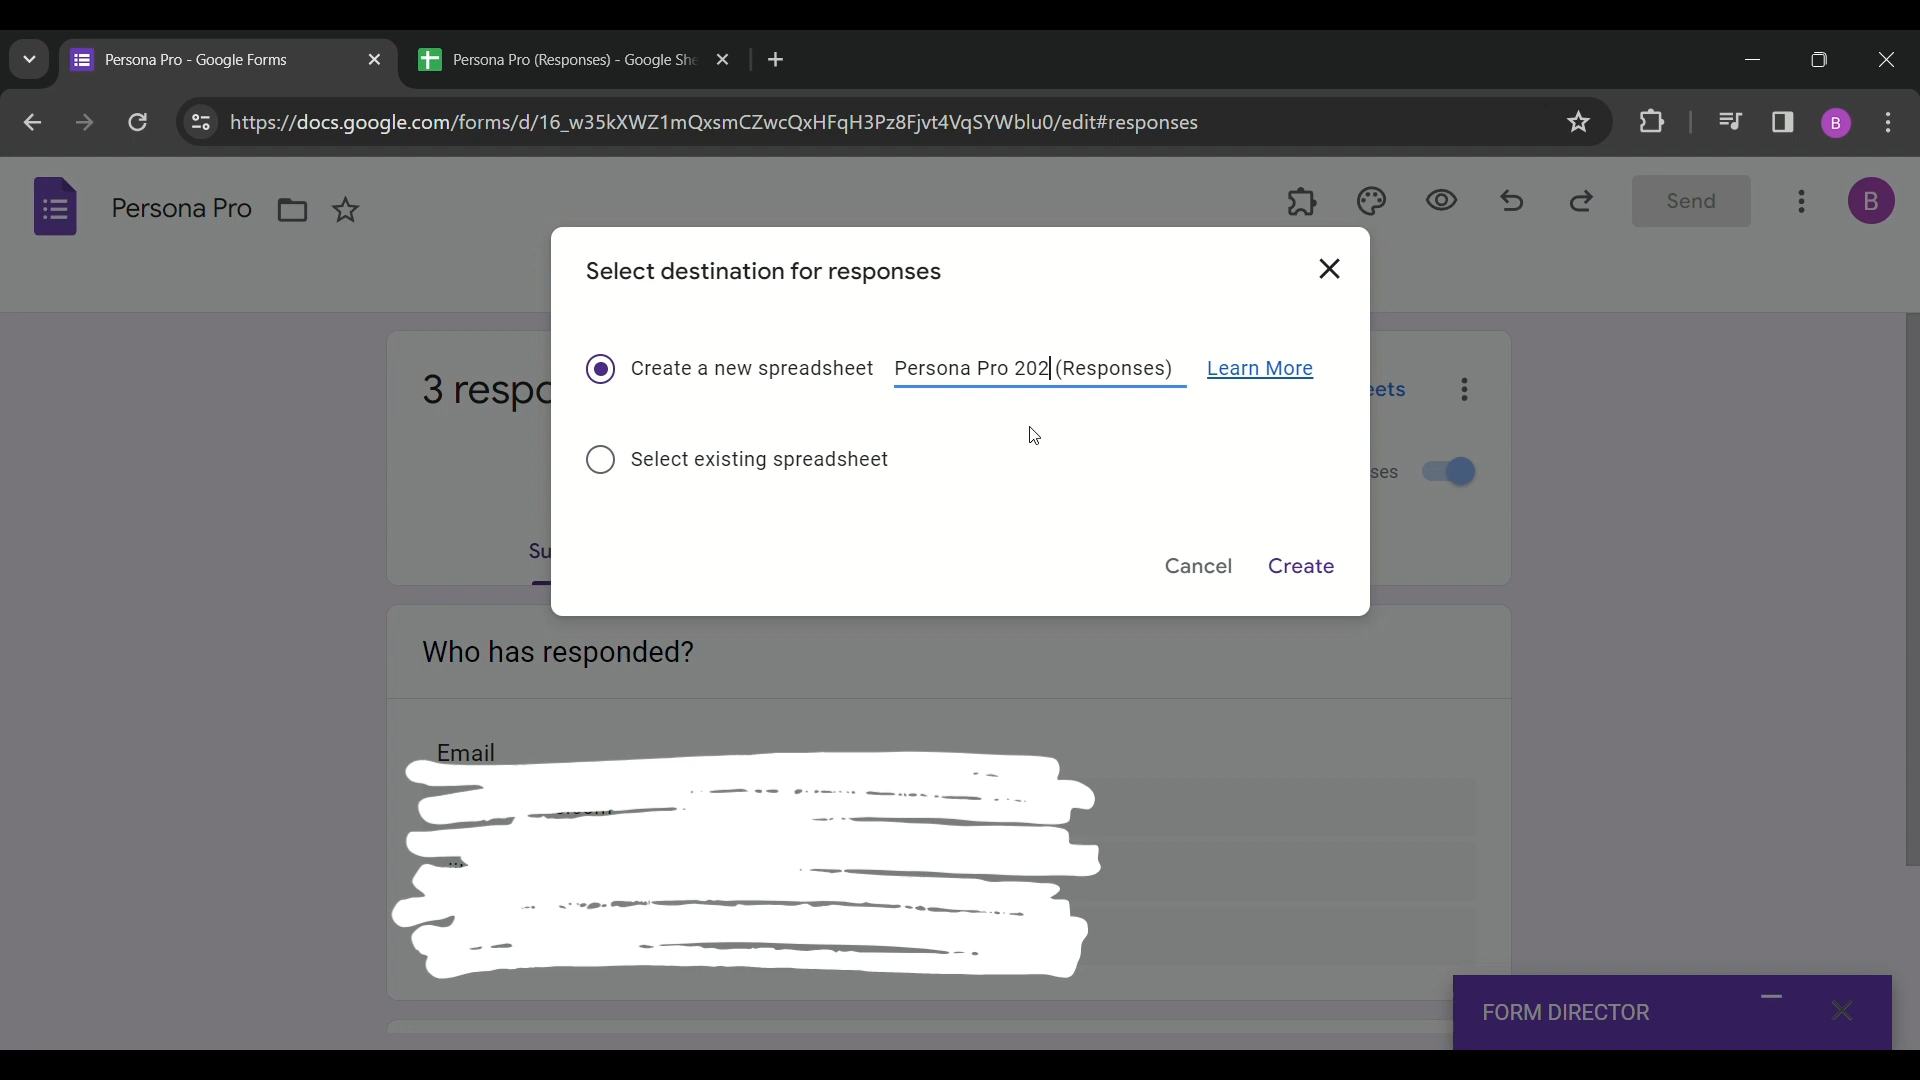 Persona Pro - Google Forms
Persona Pro (Responses) - Google She
https://docs.google.com/forms/d/16_w35kXWZ1mQxsmCZwcQxHFqH3Pz8Fjvt4VqSYWblu0/edit#responses
B
Persona Pro
Send
B
Select destination for responses
Create a new spreadsheet Persona Pro 202 (Responses) Learn More
3 respo
eets
Select existing spreadsheet
ses
Su
Cancel Create
Who has responded?
Email
FORM DIRECTOR